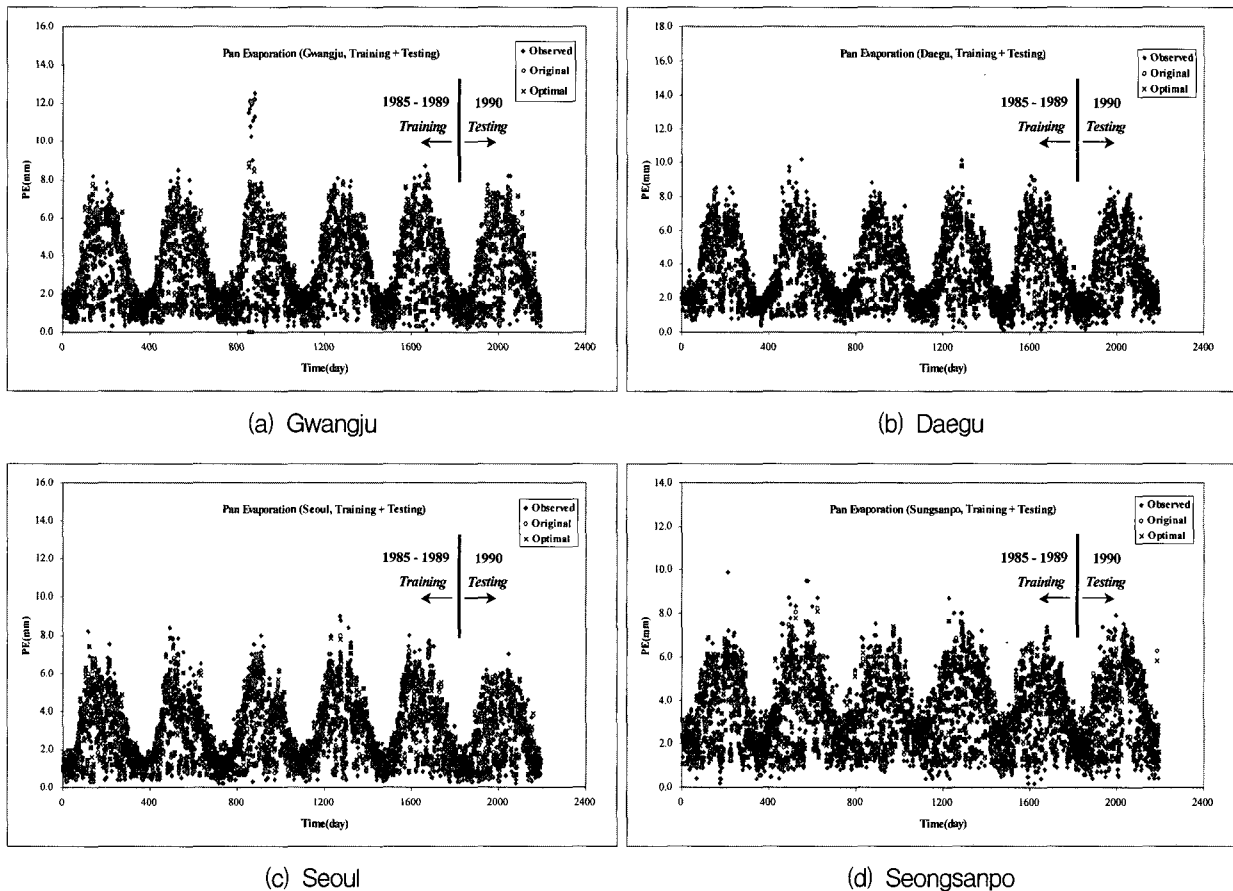 16.0
14.0
12.0
10.0
8.0
6.0
4.0
2.0
0.0
PE(mm)
Pan Evaporation (Gwangju, Training + Testing)
Observed
Original
Optimal
1985 - 1989
1990
Training
Testing
0
400
800
1200
1600
2000
2400
Time(day)
(a) Gwangju
18.0
16.0
14.0
12.0
10.0
8.0
6.0
4.0
2.0
0.0
PE(mm)
Pan Evaporation (Daegu, Training + Testing)
Observed
Original
Optimal
1985 - 1989
1990
Training
Testing
0
400
800
1200
1600
2000
2400
Time(day)
(b) Daegu
16.0
14.0
12.0
10.0
8.0
6.0
4.0
2.0
0.0
PE(mm)
Pan Evaporation (Seoul, Training + Testing)
Observed
Original
Optimal
1985 - 1989
1990
Training
Testing
0
400
800
1200
1600
2000
2400
Time(day)
(c) Seoul
14.0
12.0
10.0
8.0
6.0
4.0
2.0
0.0
PE(mm)
Pan Evaporation (Sungsanpo, Training + Testing)
Observed
Original
Optimal
1985 - 1989
1990
Training
Testing
0
400
800
1200
1600
2000
2400
Time(day)
(d) Seongsanpo